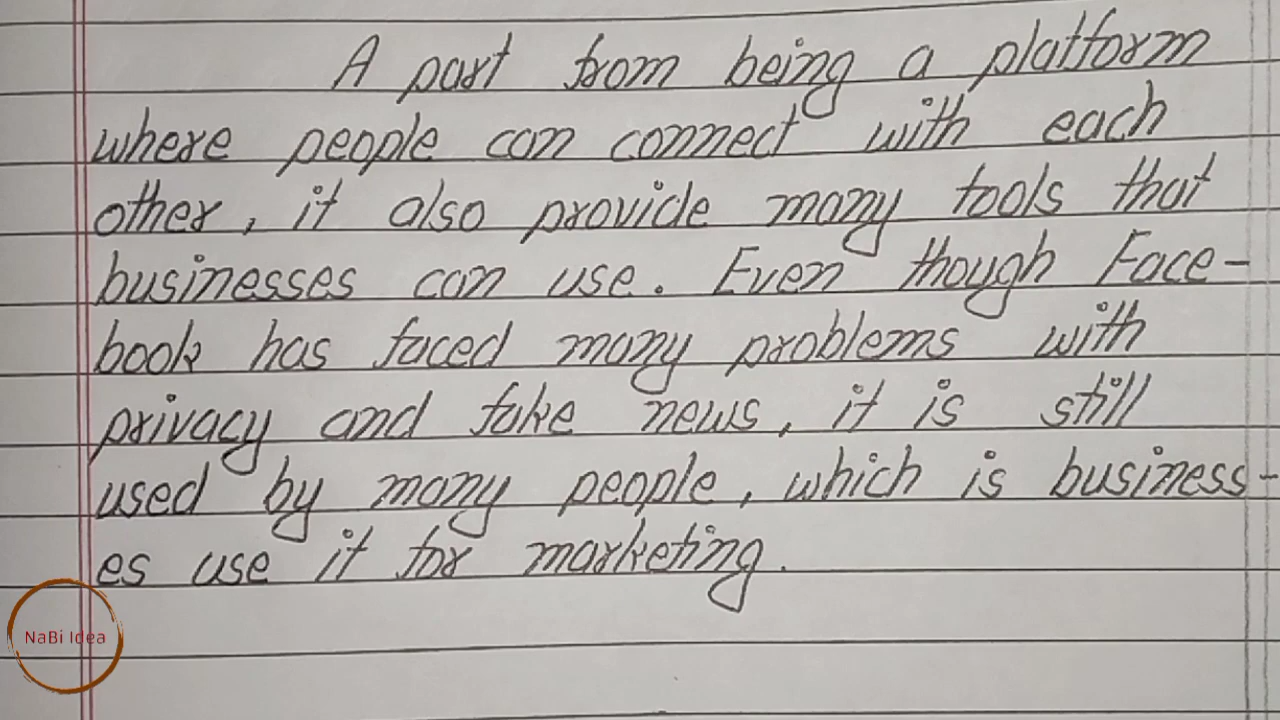 A part from being a platform
where people can connect with each
other, it also provide many tools that
businesses can use. Even though Face-
book has faced many problems with
privacy and fake news, it is still
used by many people, which is business-
es use it for marketing.
NaBi Idea